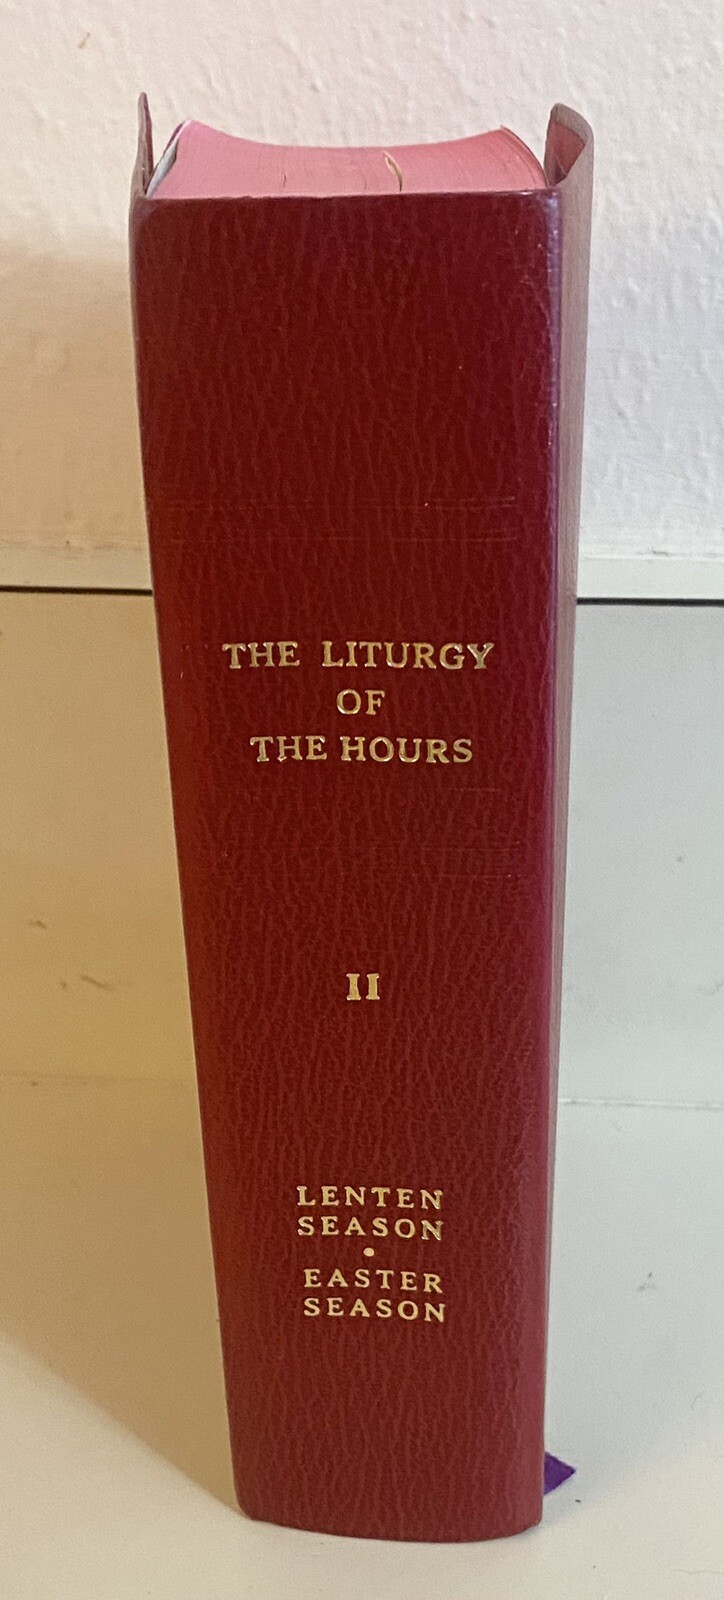 THE LITURGY
OF
THE HOURS
II
LENTEN
SEASON
•
EASTER
SEASON